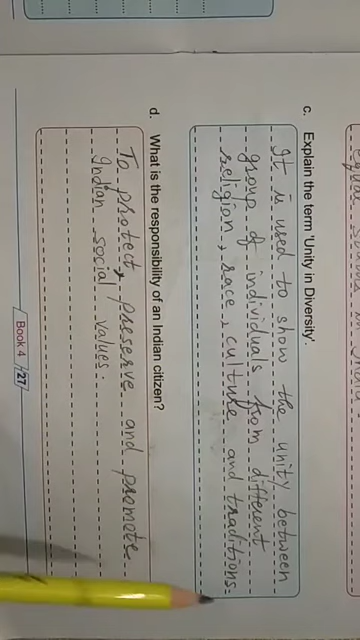 c. Explain the term 'Unity in Diversity'.
It is used to show the unity between
group of individuals from different
religion, race, culture and traditions.
d. What is the responsibility of an Indian citizen?
To protect, preserve and promote
Indian social values.
Book 4 27